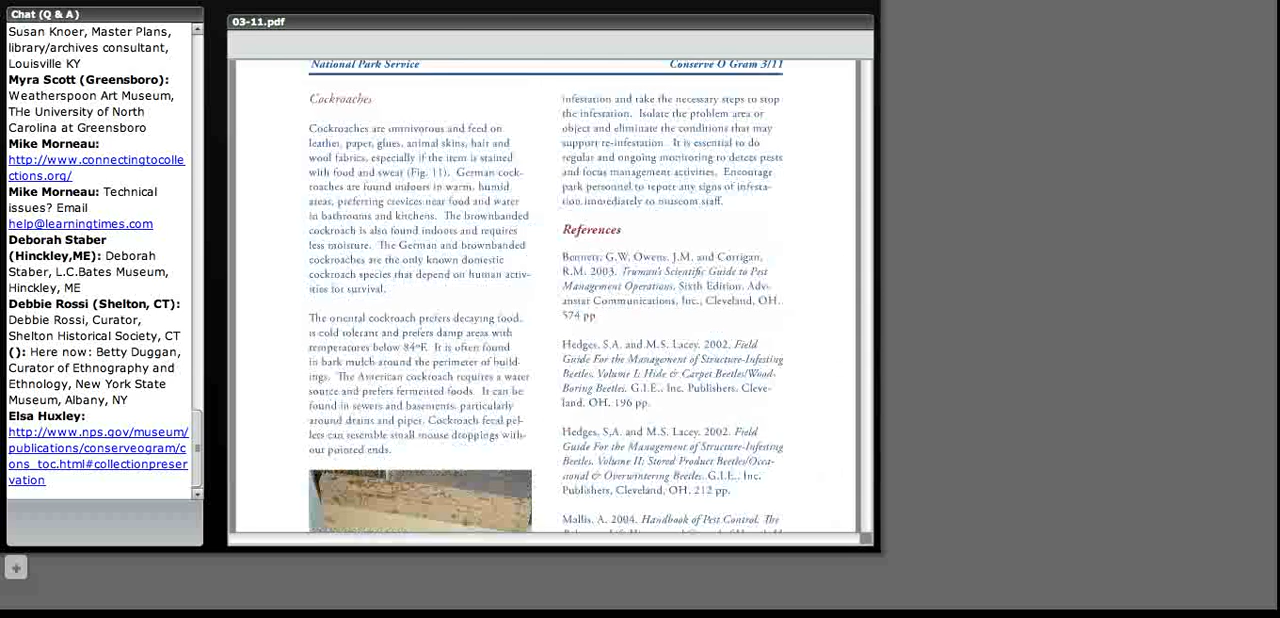 Chat (Q & A)
Susan Knoer, Master Plans,
library/archives consultant,
Louisville KY
Myra Scott (Greensboro):
Weatherspoon Art Museum,
THe University of North
Carolina at Greensboro
Mike Morneau:
http://www.connectingtocolle
ctions.org/
Mike Morneau: Technical
issues? Email
help@learningtimes.com
Deborah Staber
(Hinckley,ME): Deborah
Staber, L.C.Bates Museum,
Hinckley, ME
Debbie Rossi (Shelton, CT):
Debbie Rossi, Curator,
Shelton Historical Society, CT
(): Here now: Betty Duggan,
Curator of Ethnography and
Ethnology, New York State
Museum, Albany, NY
Elsa Huxley:
http://www.nps.gov/museum/
publications/conserveogram/c
ons_toc.html#collectionpreser
vation
03-11.pdf
National Park Service
Conserve O Gram 3/11
Cockroaches
Cockroaches are omnivorous and feed on
leather, paper, glues, animal skins, hair and
wool fabrics, especially if the item is stained
with food and sweat (Fig. 11). German cock-
roaches are found indoors in warm, humid
areas, preferring crevices near food and water
in bathrooms and kitchens. The brownbanded
cockroach is also found indoors and requires
less moisture. The German and brownbanded
cockroaches are the only known domestic
cockroach species that depend on human activ-
ities for survival.
The oriental cockroach prefers decaying food,
is cold tolerant and prefers damp areas with
temperatures below 84°F. It is often found
in bark mulch around the perimeter of build-
ings. The American cockroach requires a water
source and prefers fermented foods. It can be
found in sewers and basements, particularly
around drains and pipes. Cockroach fecal pel-
lets can resemble small mouse droppings with-
out pointed ends.
infestation and take the necessary steps to stop
the infestation. Isolate the problem area or
object and eliminate the conditions that may
support re-infestation. It is essential to do
regular and ongoing monitoring to detect pests
and focus management activities. Encourage
park personnel to report any signs of infesta-
tion immediately to museum staff.
References
Bennett, G.W, Owens, J.M. and Corrigan,
R.M. 2003. Truman's Scientific Guide to Pest
Management Operations, Sixth Edition. Adv-
anstar Communications, Inc., Cleveland, OH.
574 pp
Hedges, S.A. and M.S. Lacey. 2002. Field
Guide For the Management of Structure-Infesting
Beetles. Volume I: Hide & Carpet Beetles/Wood-
Boring Beetles. G.I.E., Inc. Publishers, Cleve-
land, OH. 196 pp.
Hedges, S.A. and M.S. Lacey. 2002. Field
Guide For the Management of Structure-Infesting
Beetles. Volume II: Stored Product Beetles/Occa-
sional & Overwintering Beetles. G.I.E., Inc.
Publishers, Cleveland, OH. 212 pp.
Mallis, A. 2004. Handbook of Pest Control. The